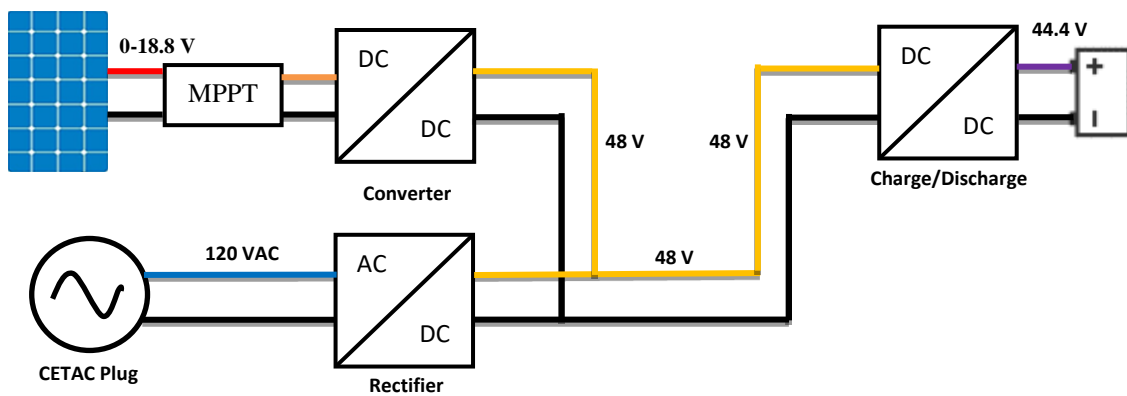 0-18.8 V
MPPT
DC
DC
Converter
48 V
48 V
44.4 V
DC
DC
+
Charge/Discharge
120 VAC
AC
DC
48 V
CETAC Plug
Rectifier